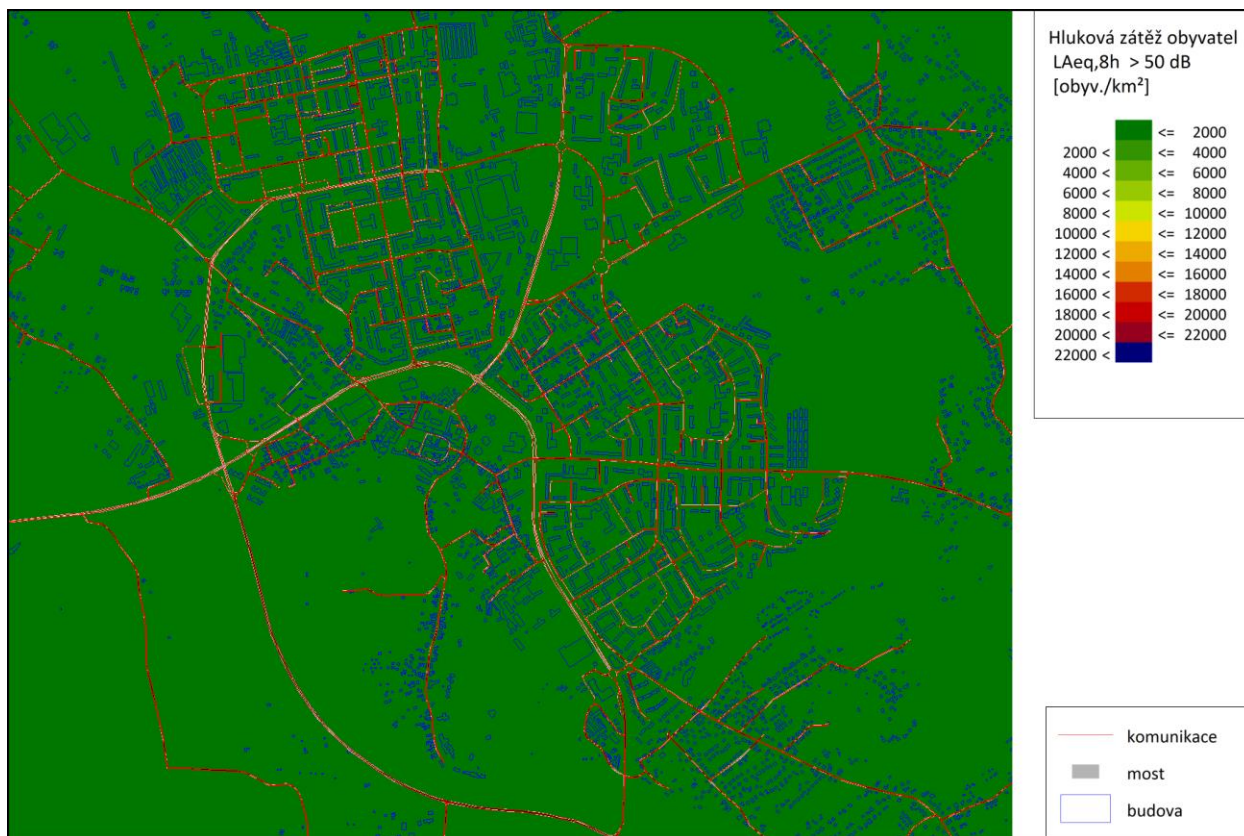 Hluková zátěž obyvatel
LAeq,8h > 50 dB
[obyv./km²]
<= 2000
2000 < <= 4000
4000 < <= 6000
6000 < <= 8000
8000 < <= 10000
10000 < <= 12000
12000 < <= 14000
14000 < <= 16000
16000 < <= 18000
18000 < <= 20000
20000 < <= 22000
22000 <
komunikace
most
budova